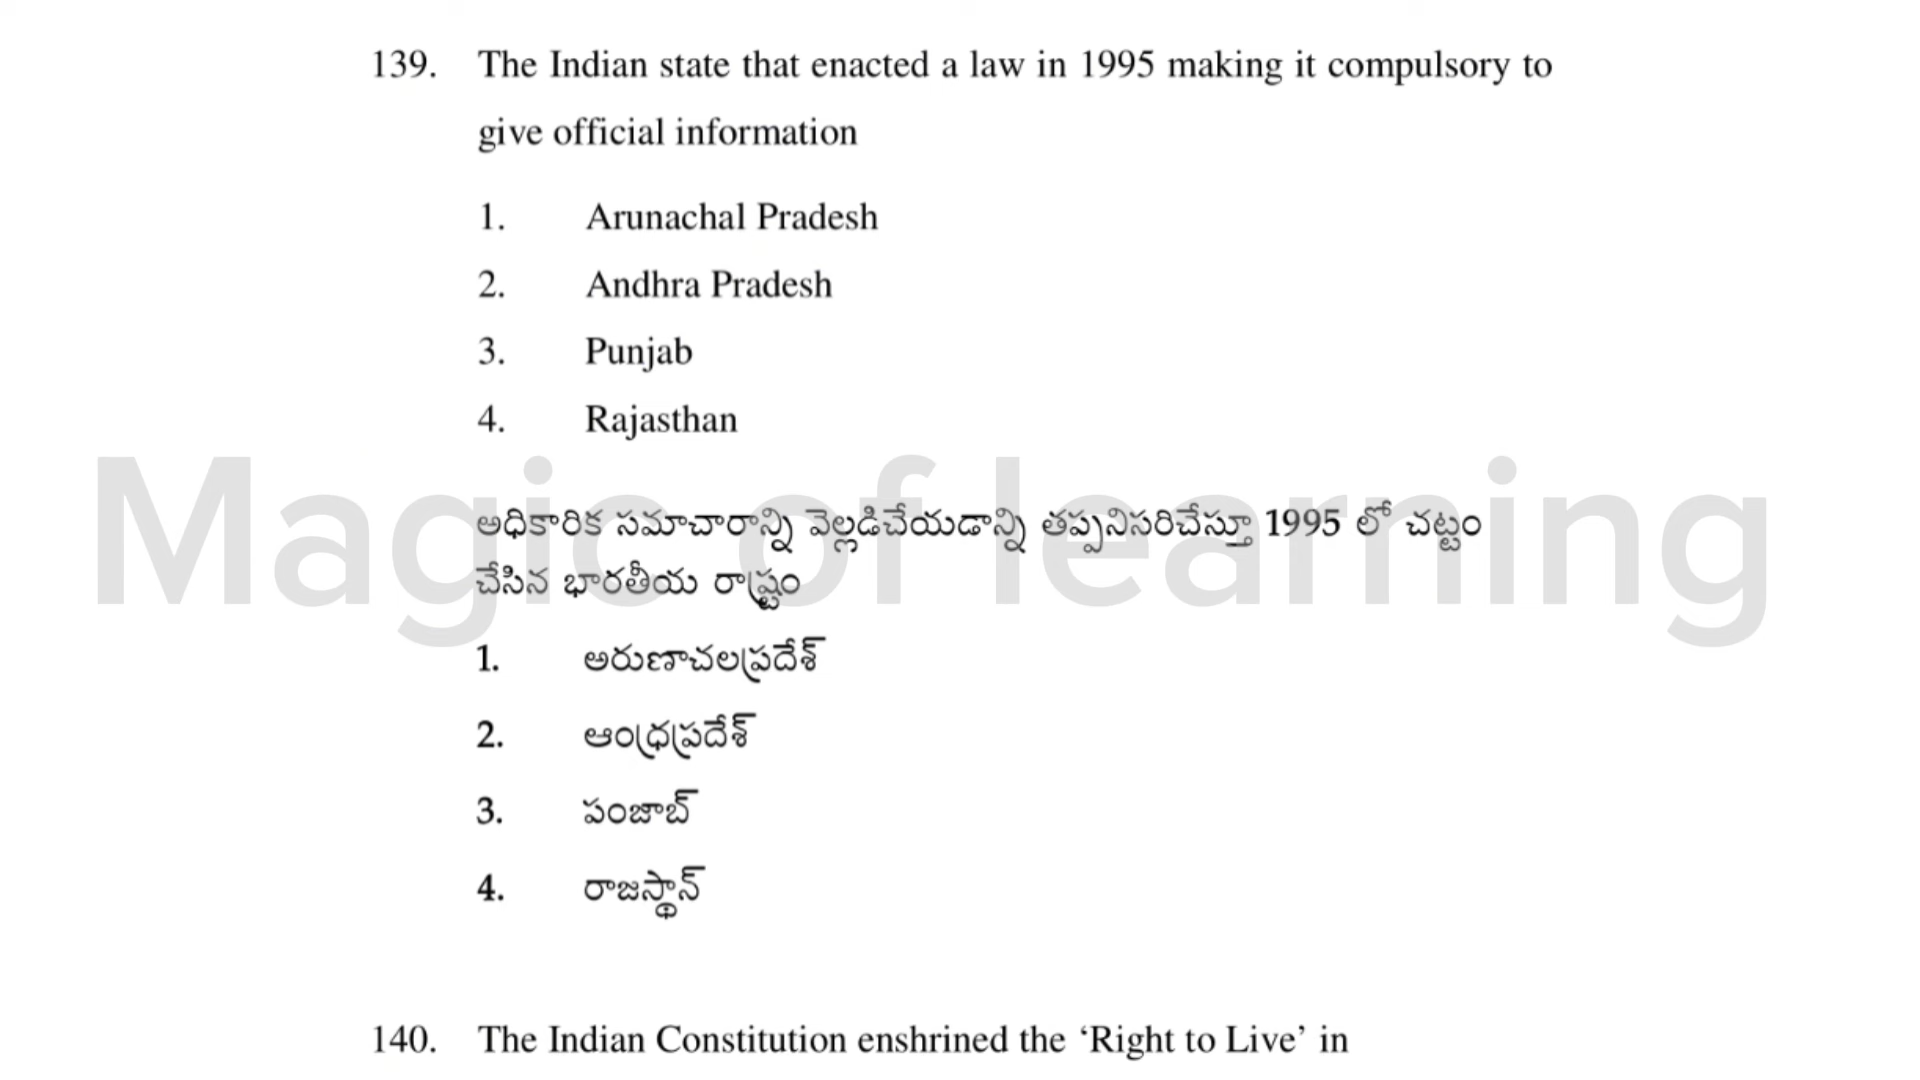 139. The Indian state that enacted a law in 1995 making it compulsory to
give official information
1. Arunachal Pradesh
2. Andhra Pradesh
3. Punjab
4. Rajasthan
Magic of learning
అధికారిక సమాచారాన్ని వెల్లడిచేయడాన్ని తప్పనిసరిచేస్తూ 1995 లో చట్టం
చేసిన భారతీయ రాష్ట్రం
1. అరుణాచలప్రదేశ్
2. ఆంధ్రప్రదేశ్
3. పంజాబ్
4. రాజస్థాన్
140. The Indian Constitution enshrined the ‘Right to Live’ in